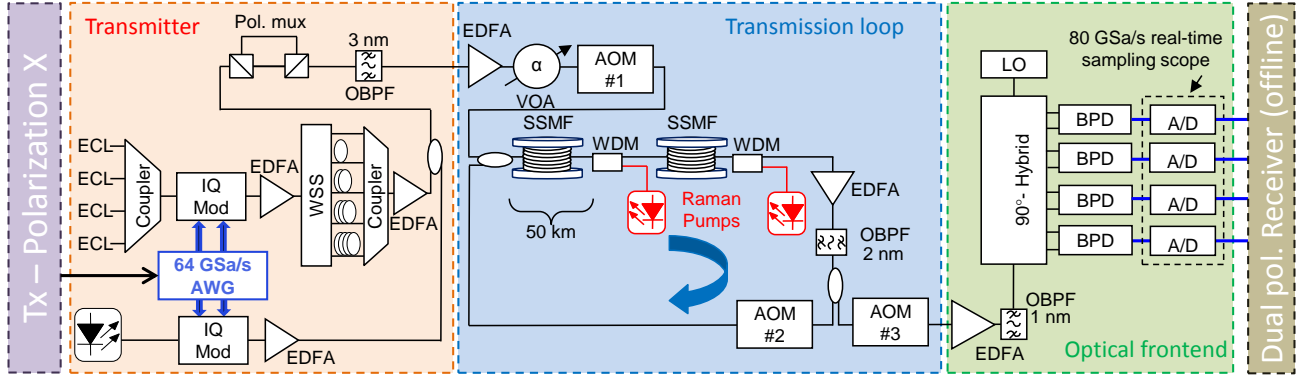 Tx – Polarization X
Transmitter
Pol. mux
3 nm
OBPF
ECL
ECL
ECL
ECL
Coupler
IQ
Mod
EDFA
WSS
Coupler
EDFA
64 GSa/s
AWG
IQ
Mod
EDFA
Transmission loop
EDFA
α
VOA
AOM
#1
SSMF
WDM
SSMF
WDM
50 km
Raman
Pumps
EDFA
OBPF
2 nm
AOM
#2
AOM
#3
80 GSa/s real-time
sampling scope
LO
90°- Hybrid
BPD
A/D
BPD
A/D
BPD
A/D
BPD
A/D
EDFA
OBPF
1 nm
Optical frontend
Dual pol. Receiver (offline)